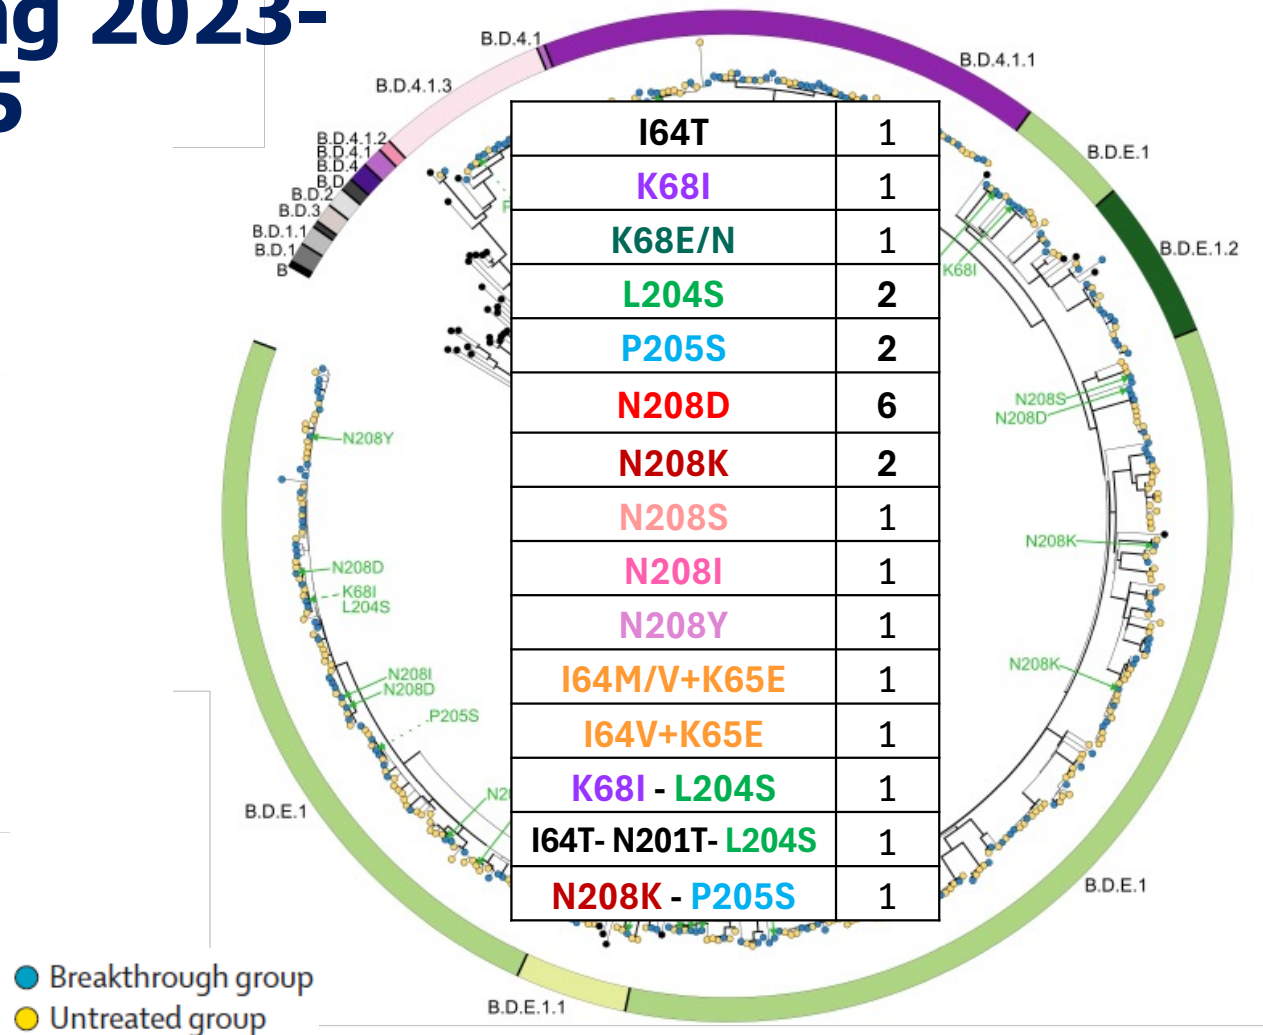 ng 2023-
5
B.D.4.1
B.D.4.1.1
B.D.4.1.3
B.D.4.1.2
B.D.4.1
B.D.4
B.D
B.D.2
B.D.3
B.D.1.1
B.D.1
B
B.D.E.1
B.D.E.1.2
I64T 1
K68I 1
K68E/N 1
L204S 2
P205S 2
N208D 6
N208K 2
N208S 1
N208I 1
N208Y 1
I64M/V+K65E 1
I64V+K65E 1
K68I - L204S 1
I64T- N201T- L204S 1
N208K - P205S 1
K68I
N208S
N208D
N208K
N208K
N208Y
N208D
K68I
L204S
N208I
N208D
P205S
N20
B.D.E.1
B.D.E.1
B.D.E.1.1
Breakthrough group
Untreated group